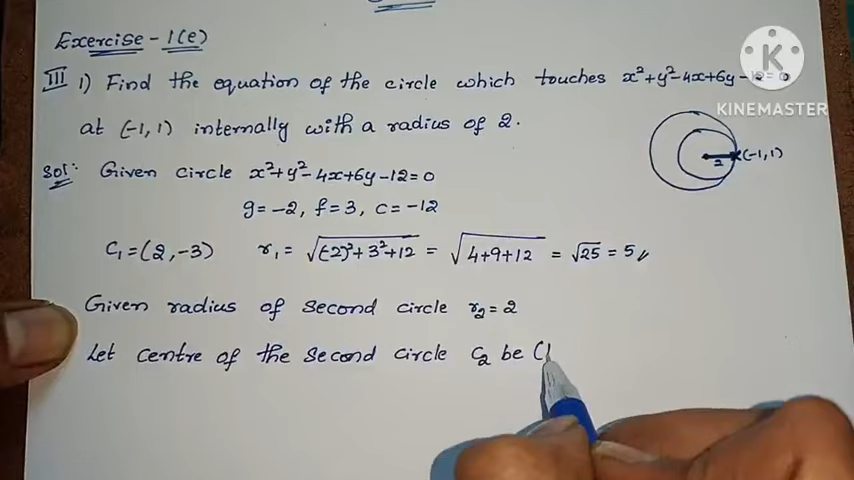 Exercise - 1(e)
III 1) Find the equation of the circle which touches x²+y²-4x+6y-12=0
at (-1,1) internally with a radius of 2.
Sol: Given circle x²+y²-4x+6y-12=0
g=-2, f=3, c=-12
C₁=(2,-3) r₁ = √(-2)²+3²+12 = √4+9+12 = √25 = 5
Given radius of second circle r₂=2
Let centre of the second circle C₂ be (
2 (-1,1)
K
KINEMASTER